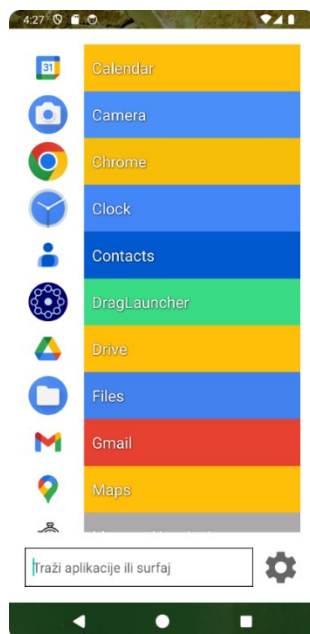 4:27
31
Calendar
Camera
Chrome
Clock
Contacts
DragLauncher
Drive
Files
Gmail
Maps
Traži aplikacije ili surfaj